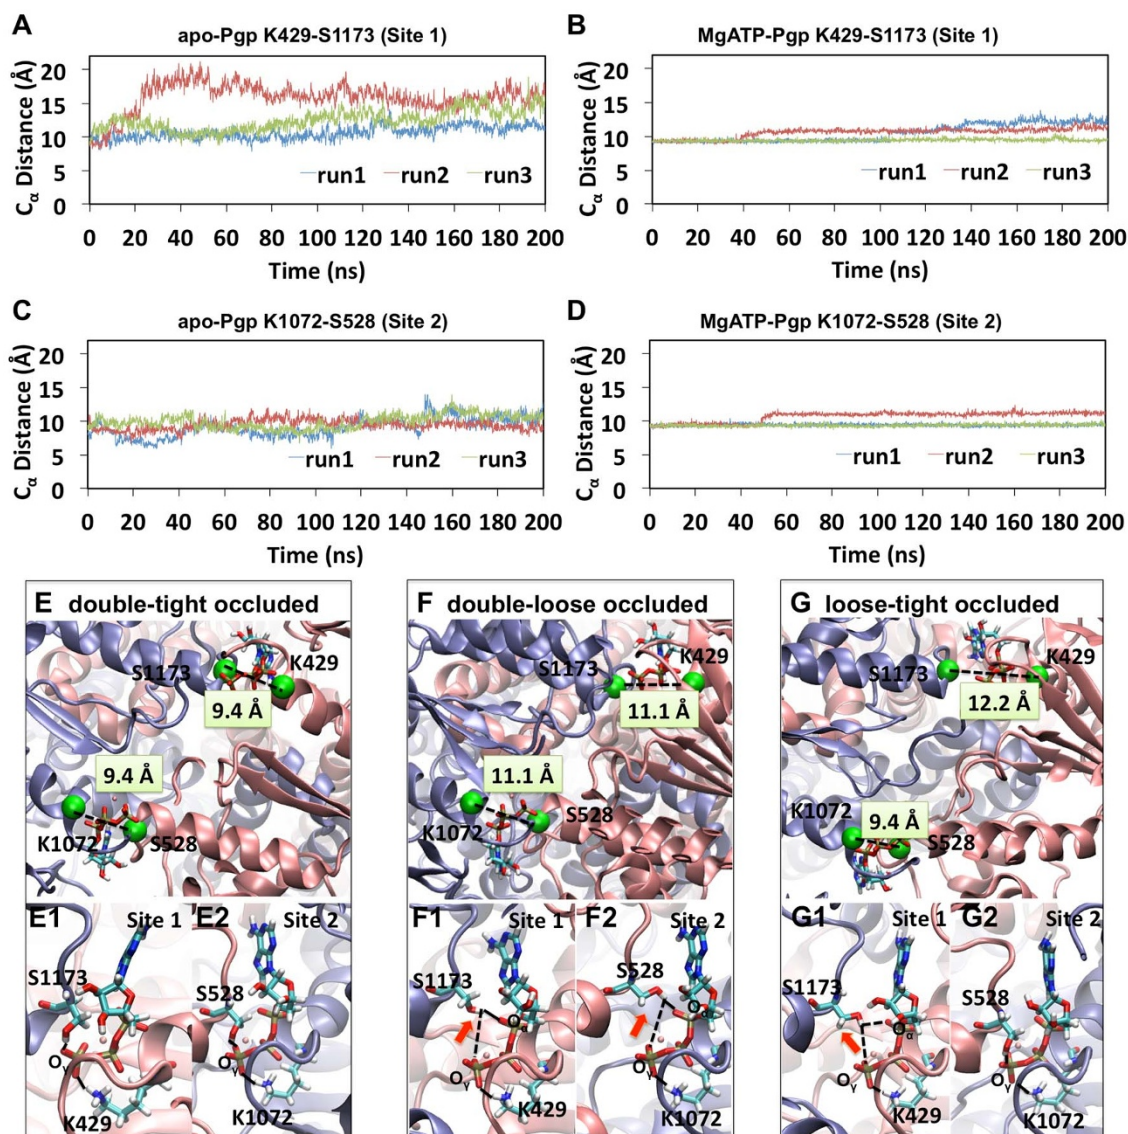 A
apo-Pgp K429-S1173 (Site 1)
Cα Distance (Å)
20
15
10
5
0
run1 run2 run3
0 20 40 60 80 100 120 140 160 180 200
Time (ns)
B
MgATP-Pgp K429-S1173 (Site 1)
Cα Distance (Å)
20
15
10
5
0
run1 run2 run3
0 20 40 60 80 100 120 140 160 180 200
Time (ns)
C
apo-Pgp K1072-S528 (Site 2)
Cα Distance (Å)
20
15
10
5
0
run1 run2 run3
0 20 40 60 80 100 120 140 160 180 200
Time (ns)
D
MgATP-Pgp K1072-S528 (Site 2)
Cα Distance (Å)
20
15
10
5
0
run1 run2 run3
0 20 40 60 80 100 120 140 160 180 200
Time (ns)
E double-tight occluded
S1173 K429
9.4 Å
9.4 Å
K1072 S528
F double-loose occluded
S1173 K429
11.1 Å
11.1 Å
K1072 S528
G loose-tight occluded
S1173 K429
12.2 Å
K1072 9.4 Å S528
E1 Site 1
S1173
Oγ
K429
E2 Site 2
S528
Oγ
K1072
F1 Site 1
S1173
Oα
Oγ
K429
F2 Site 2
S528
Oα
Oγ
K1072
G1 Site 1
S1173
Oα
Oγ
K429
G2 Site 2
S528
Oγ
K1072